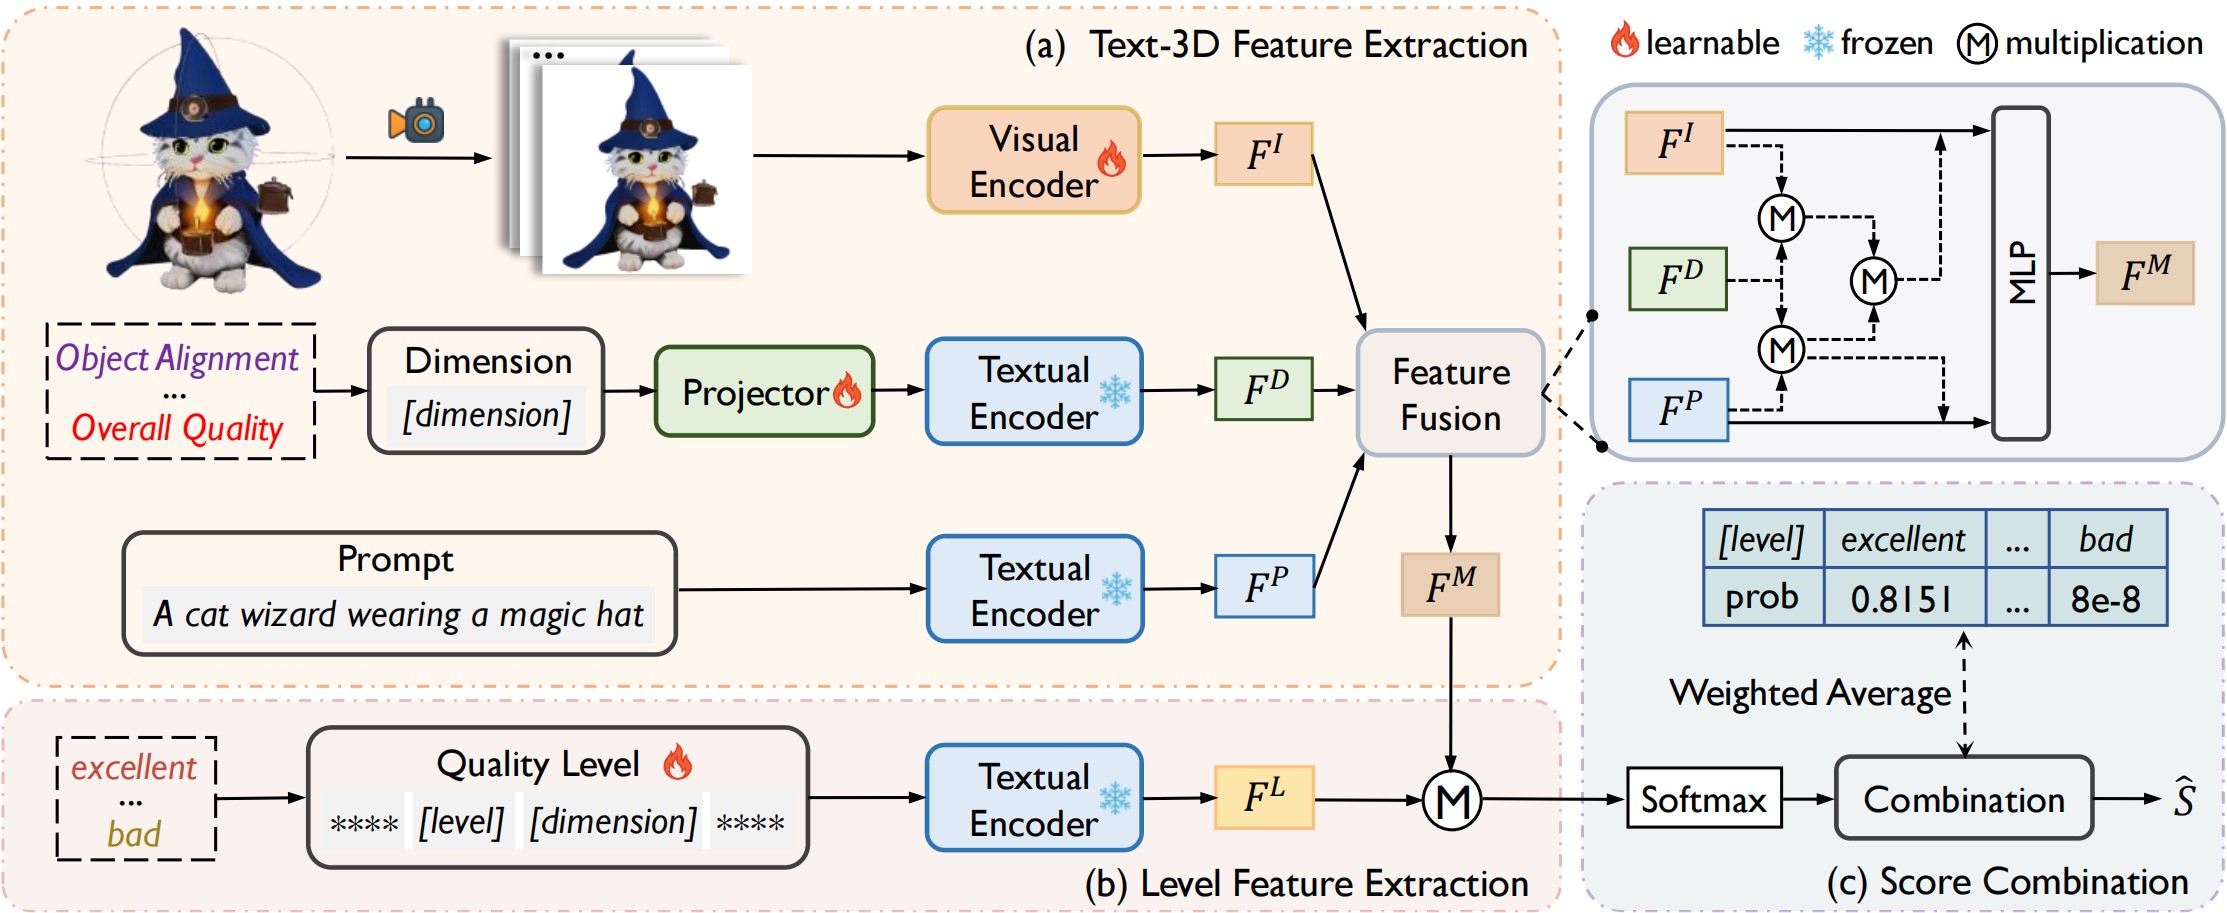 (a) Text-3D Feature Extraction
learnable frozen M multiplication
...
Visual
Encoder
F^I
Object Alignment
...
Overall Quality
Dimension
[dimension]
Projector
Textual
Encoder
F^D
Feature
Fusion
Prompt
A cat wizard wearing a magic hat
Textual
Encoder
F^P
F^M
F^I
M
F^D
M
M
F^P
MLP
F^M
excellent
...
bad
Quality Level
**** [level] [dimension] ****
Textual
Encoder
F^L
M
(b) Level Feature Extraction
[level] excellent ... bad
prob 0.8151 ... 8e-8
Weighted Average
Softmax
Combination
Ŝ
(c) Score Combination